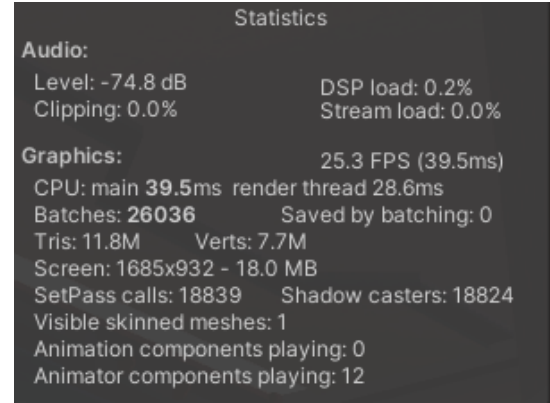 Statistics
Audio:
Level: -74.8 dB DSP load: 0.2%
Clipping: 0.0% Stream load: 0.0%
Graphics: 25.3 FPS (39.5ms)
CPU: main 39.5ms render thread 28.6ms
Batches: 26036 Saved by batching: 0
Tris: 11.8M Verts: 7.7M
Screen: 1685x932 - 18.0 MB
SetPass calls: 18839 Shadow casters: 18824
Visible skinned meshes: 1
Animation components playing: 0
Animator components playing: 12